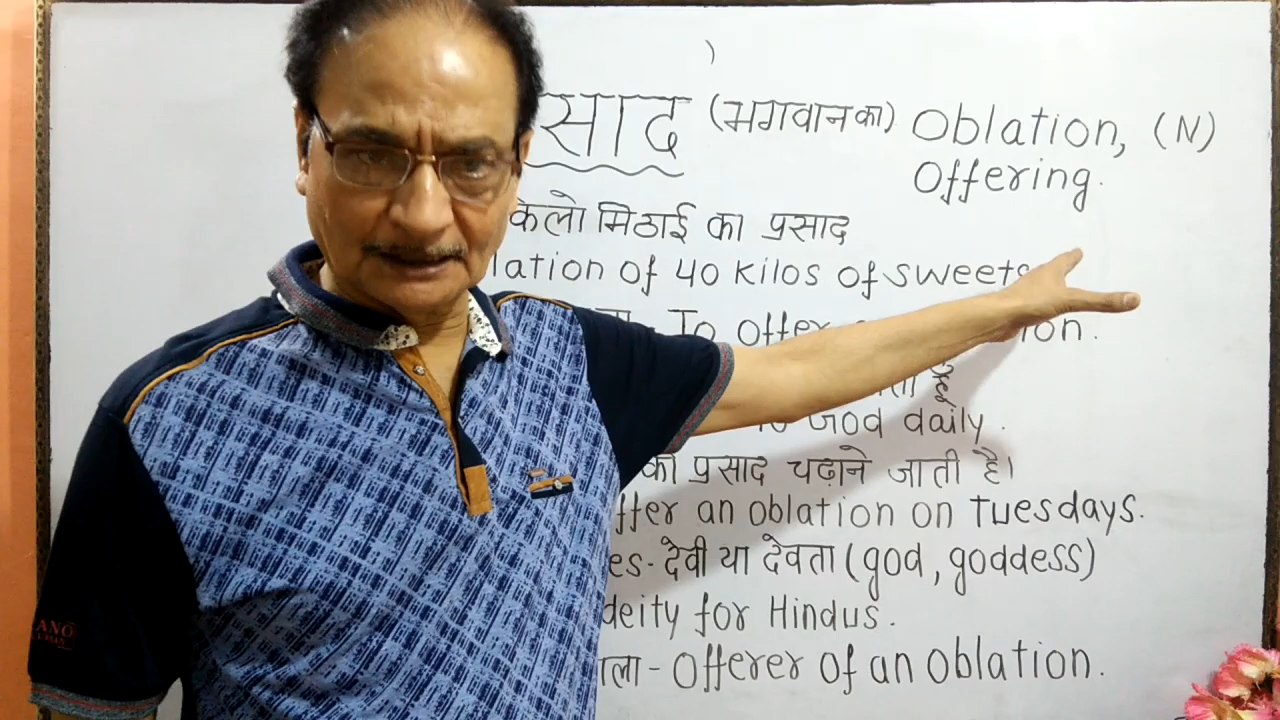 साद (भगवान का) Oblation, (N)
Offering.
किलो मिठाई का प्रसाद
lation of 40 kilos of sweets
To offer
ion.
to God daily.
को प्रसाद चढ़ाने जाती है।
ffer an oblation on Tuesdays.
es- देवी या देवता (god, goddess)
deity for Hindus.
ाला - Offerer of an oblation.